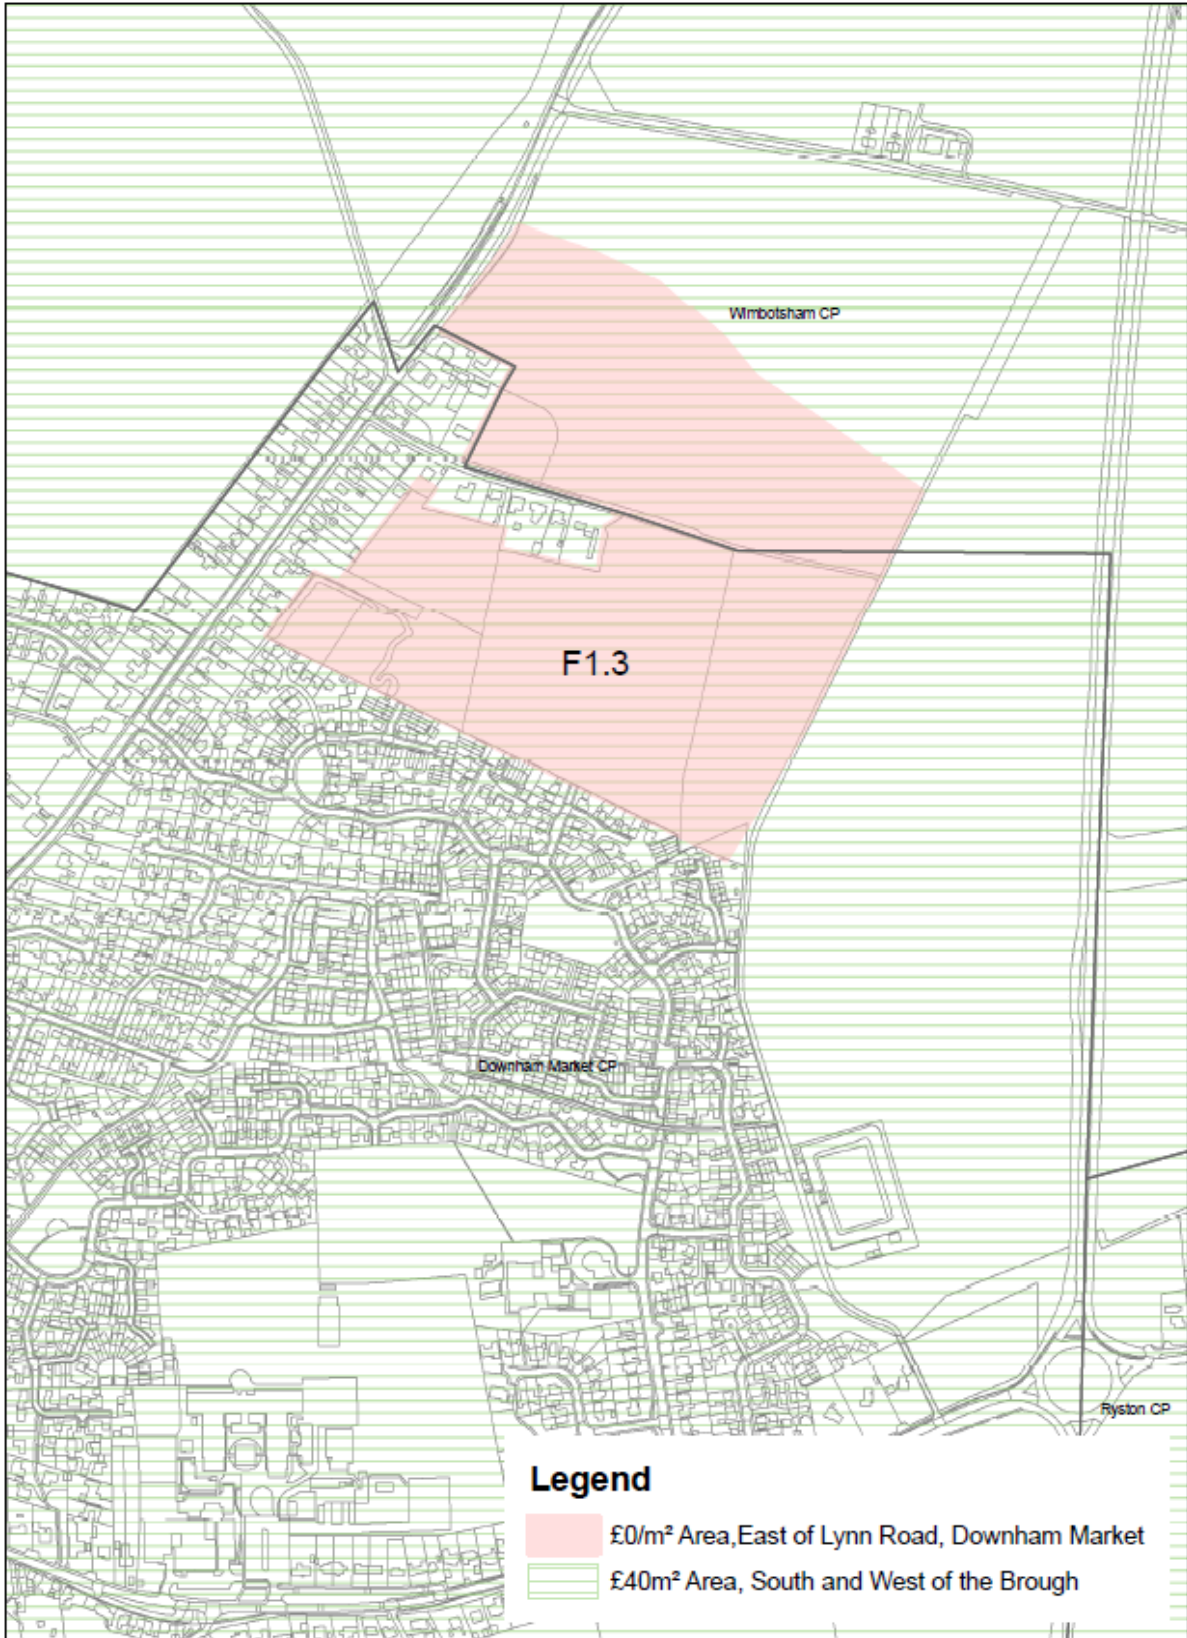 Wimbotsham CP
F1.3
Downham Market CP
Ryston CP
Legend
£0/m² Area,East of Lynn Road, Downham Market
£40m² Area, South and West of the Brough